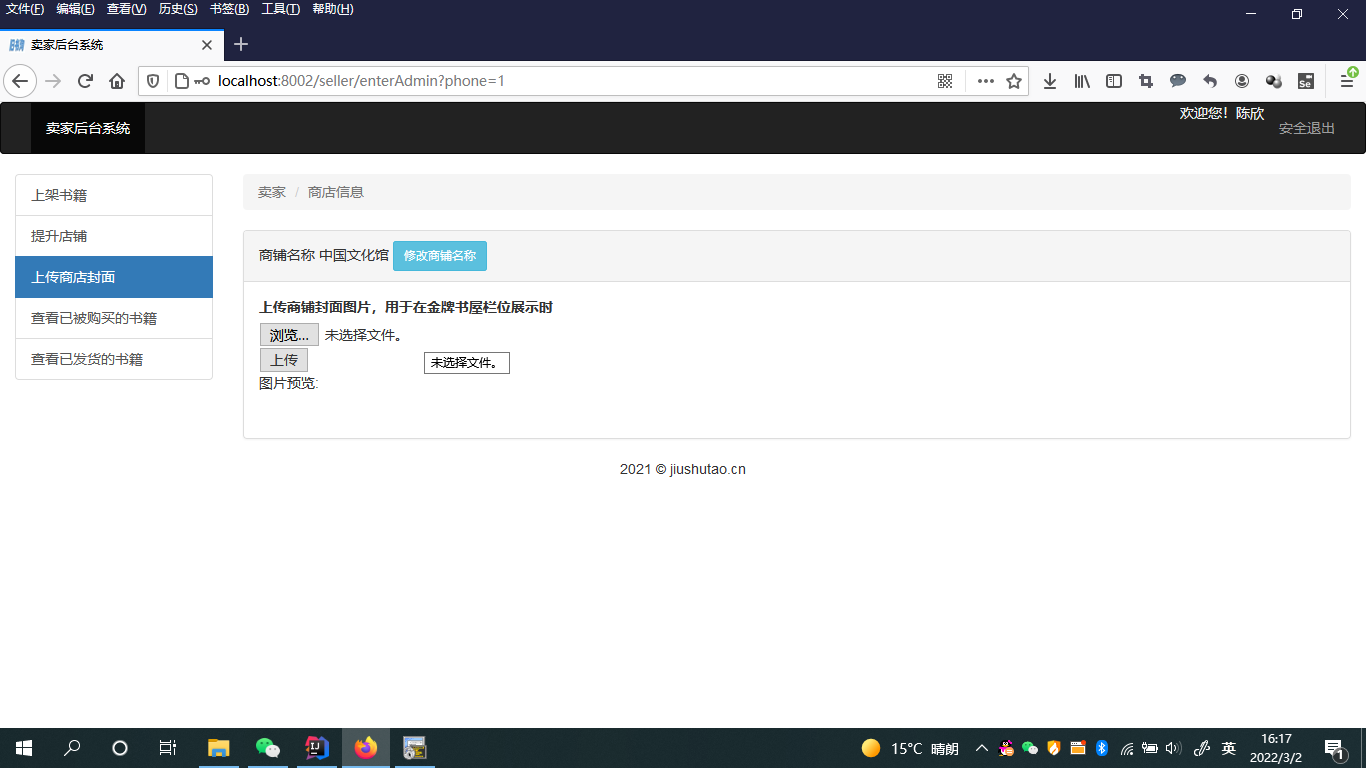 文件(F) 编辑(E) 查看(V) 历史(S) 书签(B) 工具(T) 帮助(H)
卖家后台系统
localhost:8002/seller/enterAdmin?phone=1
卖家后台系统
欢迎您！陈欣
安全退出
上架书籍
提升店铺
上传商店封面
查看已被购买的书籍
查看已发货的书籍
卖家 / 商店信息
商铺名称 中国文化馆 修改商铺名称
上传商铺封面图片，用于在金牌书屋栏位展示时
浏览... 未选择文件。
上传
未选择文件。
图片预览:
2021 © jiushutao.cn
15°C 晴朗
英
16:17
2022/3/2
1